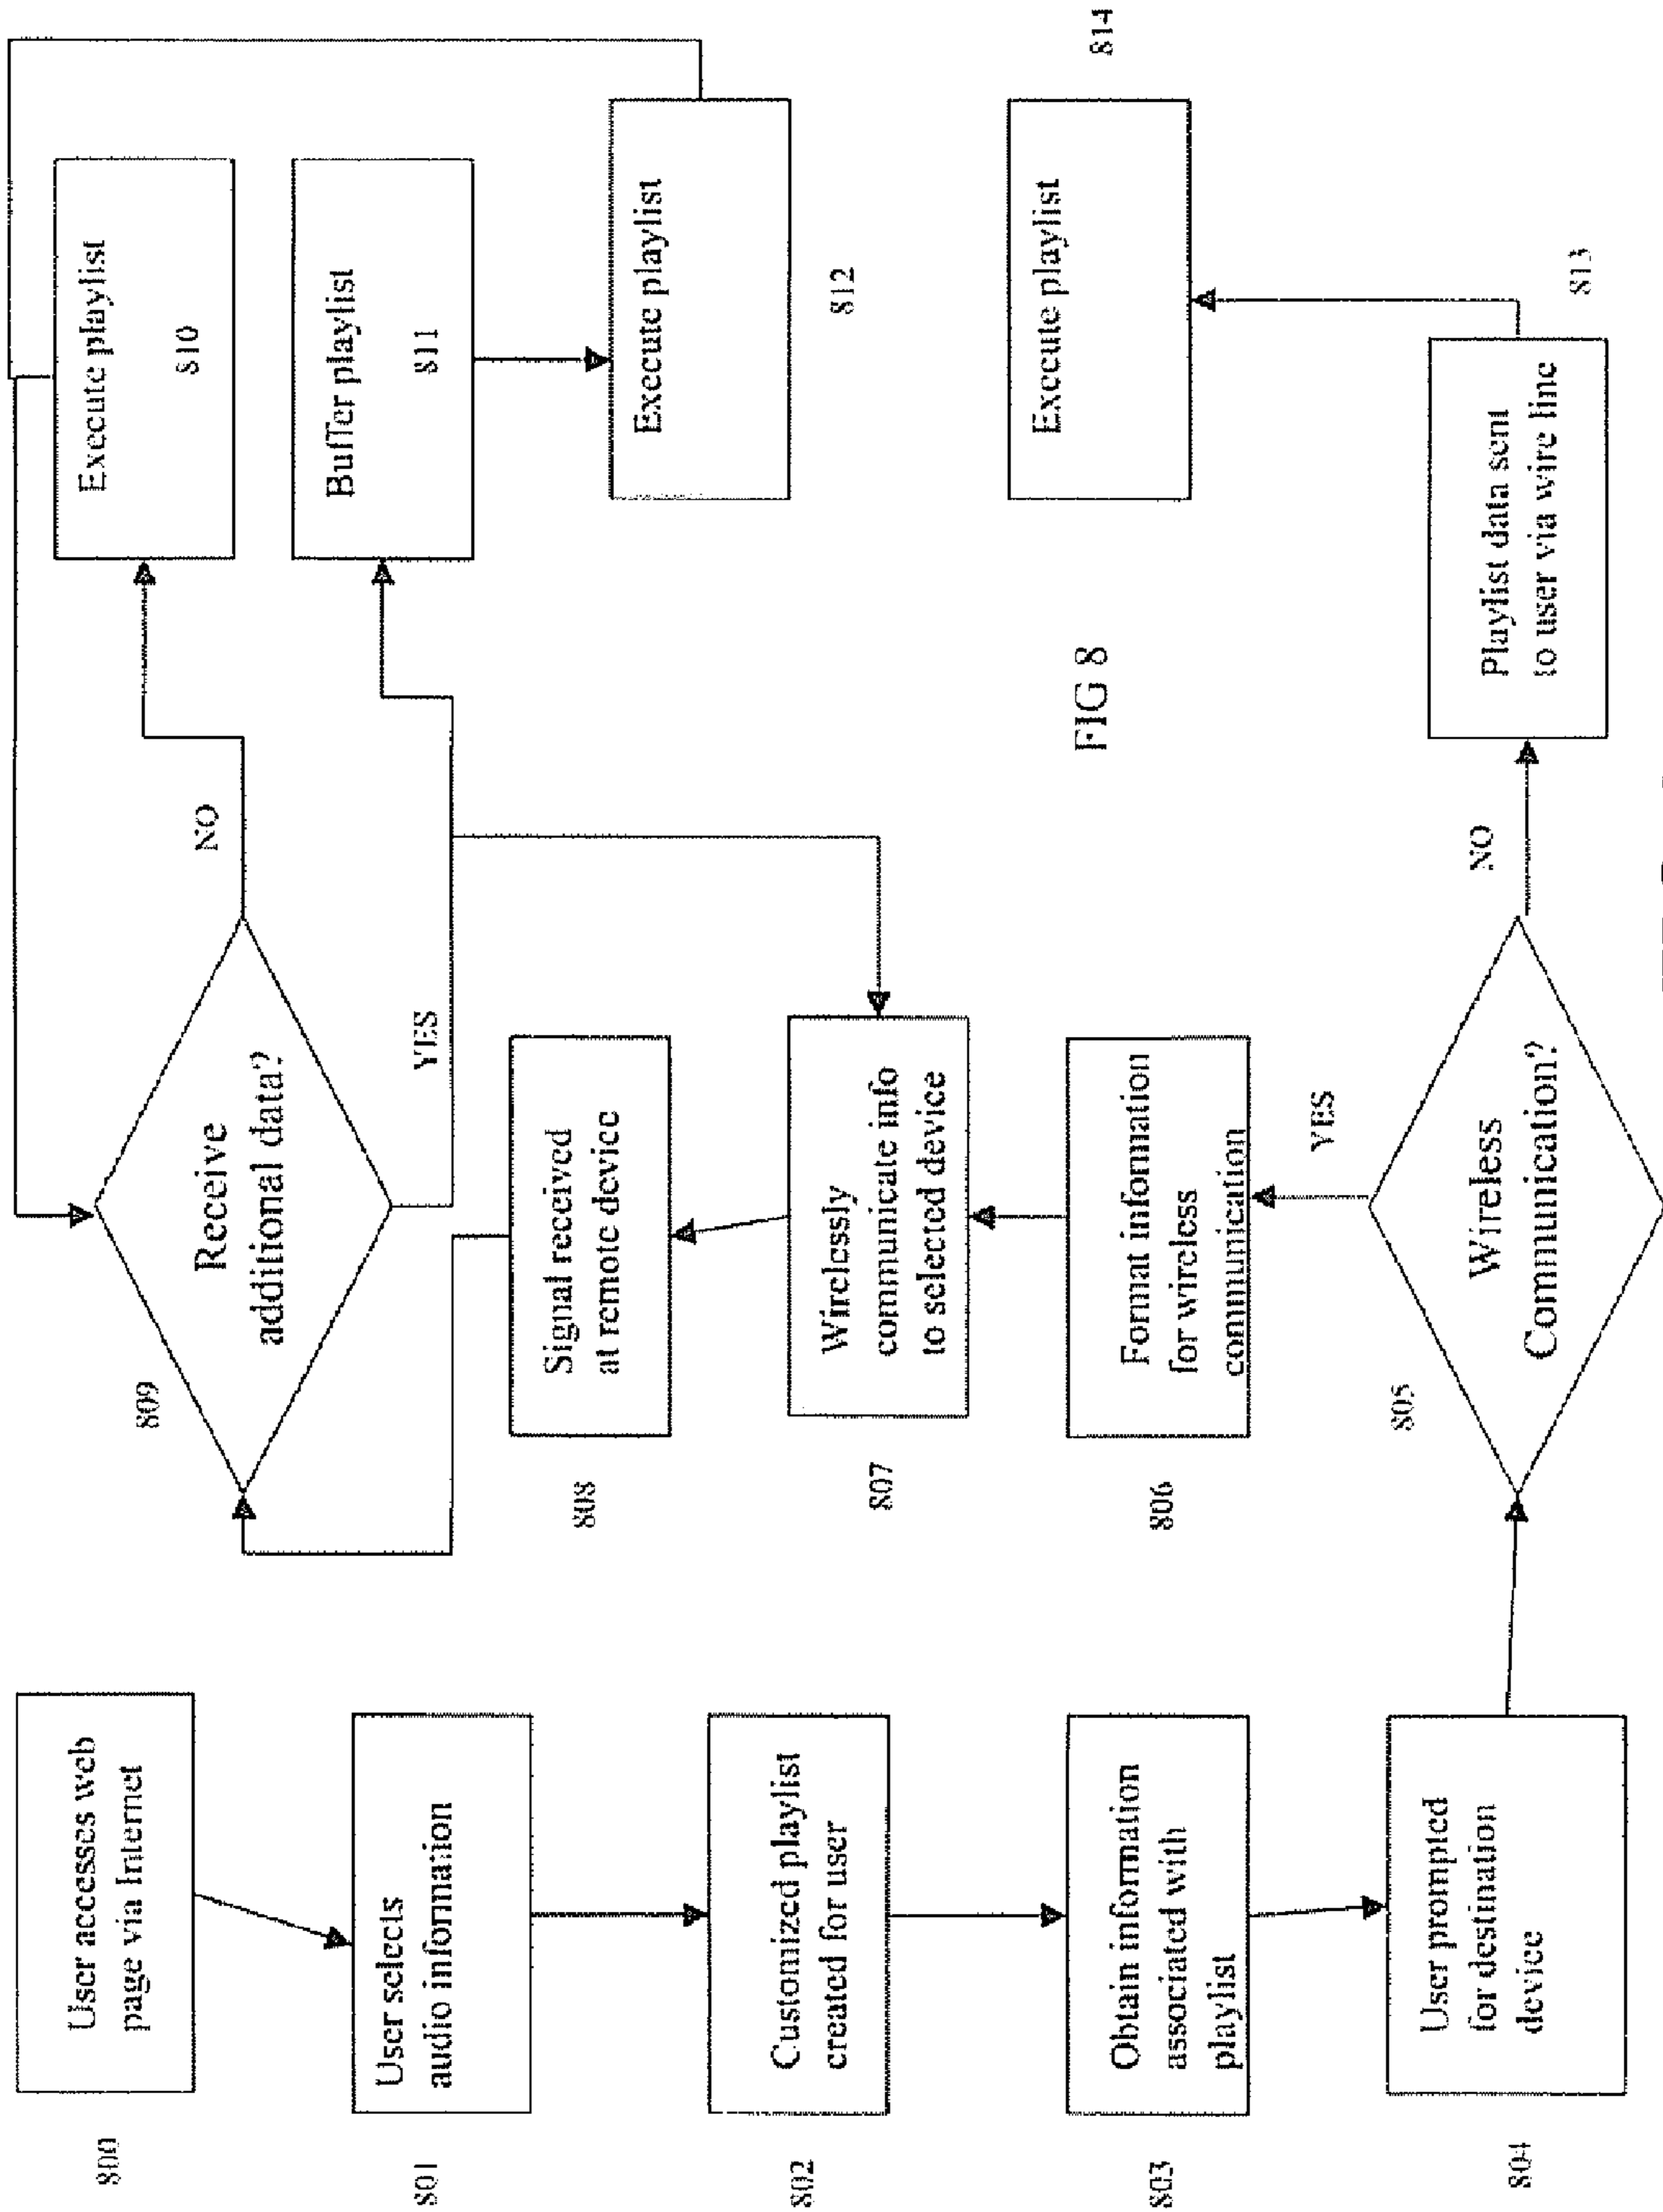 User accesses web
page via Internet
800
User selects
audio information
801
Customized playlist
created for user
802
Obtain information
associated with
playlist
803
User prompted
for destination
device
804
Wireless
Communication?
805
YES
NO
Format information
for wireless
communication
806
Wirelessly
communicate info
to selected device
807
Signal received
at remote device
808
Receive
additional data?
809
NO
YES
Execute playlist
810
Buffer playlist
811
Execute playlist
812
Playlist data sent
to user via wire line
813
Execute playlist
814
FIG 8